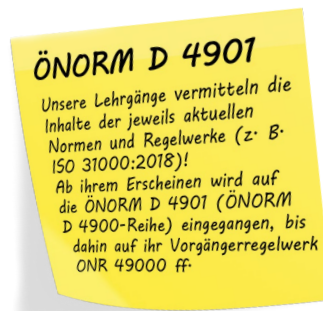 ÖNORM D 4901
Unsere Lehrgänge vermitteln die
Inhalte der jeweils aktuellen
Normen und Regelwerke (z. B.
ISO 31000:2018)!
Ab ihrem Erscheinen wird auf
die ÖNORM D 4901 (ÖNORM
D 4900-Reihe) eingegangen, bis
dahin auf ihr Vorgängerregelwerk
ONR 49000 ff.